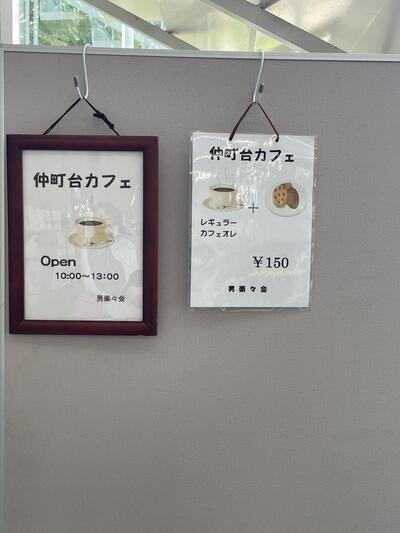 仲町台カフェ
Open
10:00～13:00
男楽々会
仲町台カフェ
+
レギュラー
カフェオレ
￥150
男楽々会